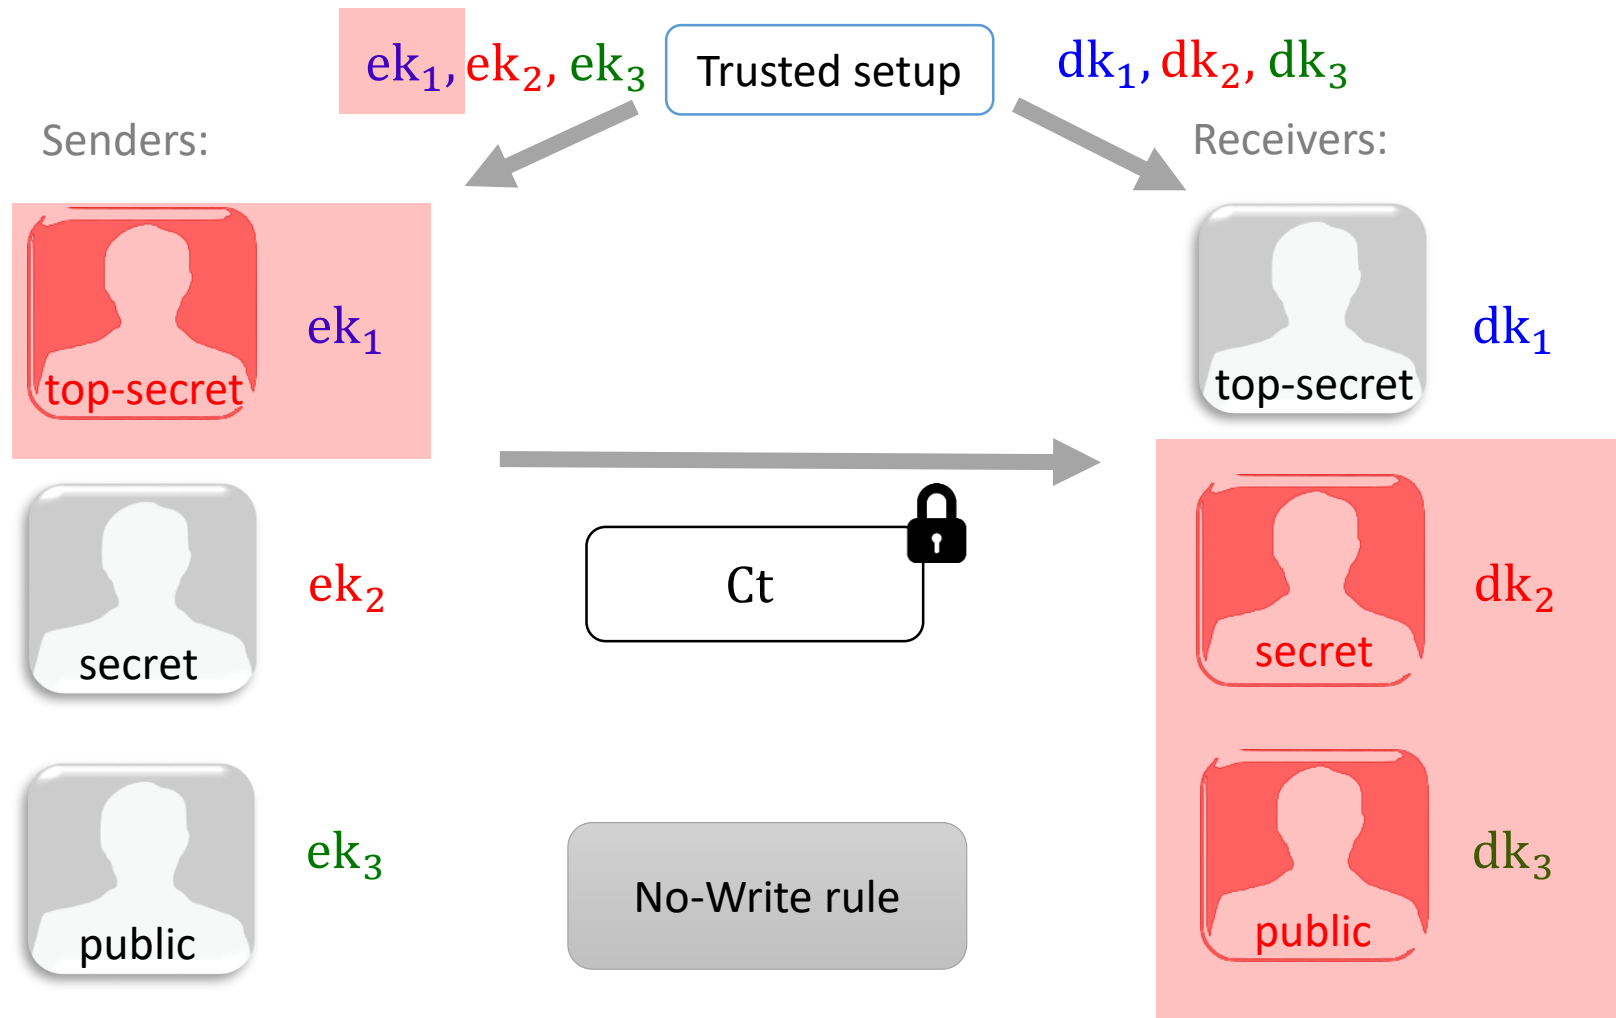 ek₁, ek₂, ek₃
Trusted setup
dk₁, dk₂, dk₃
Senders:
Receivers:
top-secret
ek₁
top-secret
dk₁
secret
ek₂
Ct
secret
dk₂
public
ek₃
No-Write rule
public
dk₃